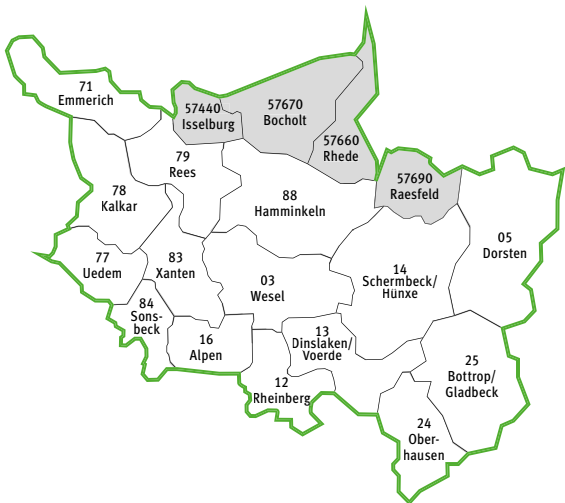 71
Emmerich
57440
Isselburg
57670
Bocholt
57660
Rhede
79
Rees
57690
Raesfeld
78
Kalkar
88
Hamminkeln
05
Dorsten
77
Uedem
83
Xanten
03
Wesel
14
Schermbeck/
Hünxe
84
Sons-
beck
16
Alpen
13
Dinslaken/
Voerde
25
Bottrop/
Gladbeck
12
Rheinberg
24
Ober-
hausen